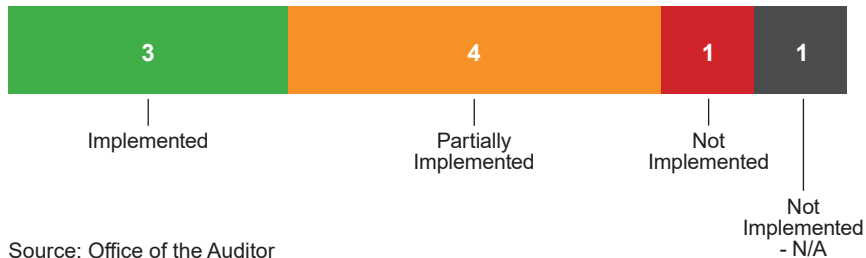 3 4 1 1
Implemented
Partially
Implemented
Not
Implemented
Not
Implemented
- N/A
Source: Office of the Auditor